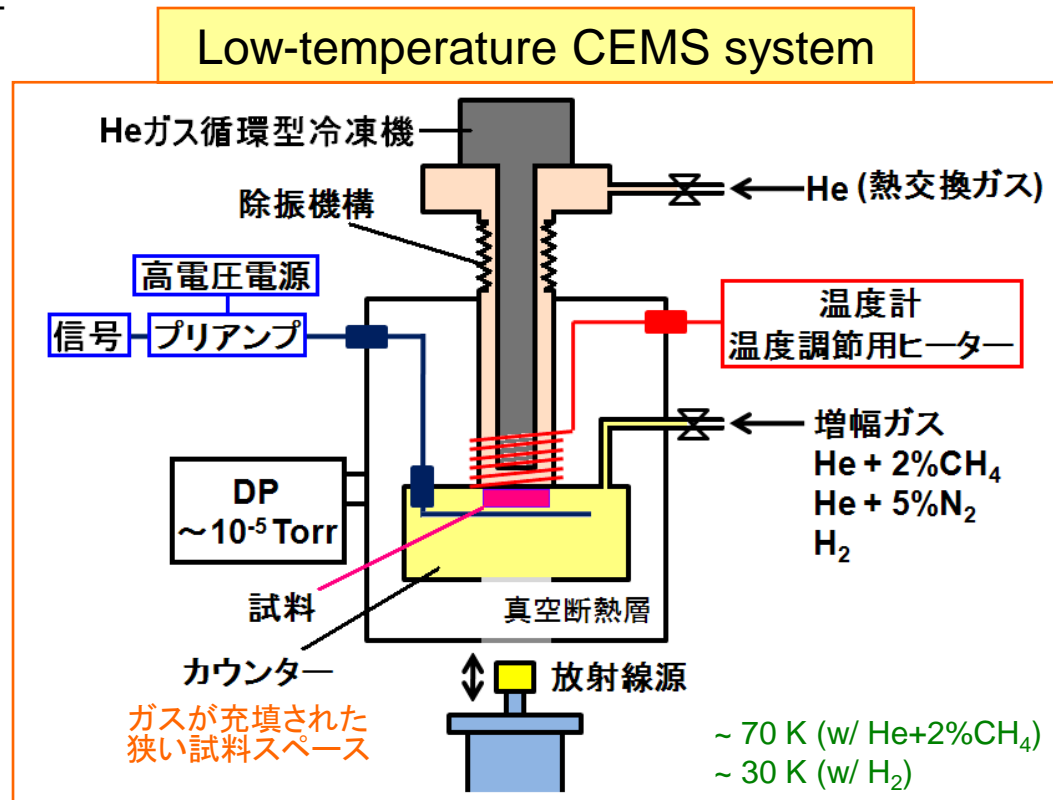 Low-temperature CEMS system
Heガス循環型冷凍機
He (熱交換ガス)
除振機構
高電圧電源
信号
プリアンプ
温度計
温度調節用ヒーター
増幅ガス
He + 2%CH₄
He + 5%N₂
H₂
DP
～10⁻⁵ Torr
試料
真空断熱層
カウンター
放射線源
ガスが充填された
狭い試料スペース
~ 70 K (w/ He+2%CH₄)
~ 30 K (w/ H₂)